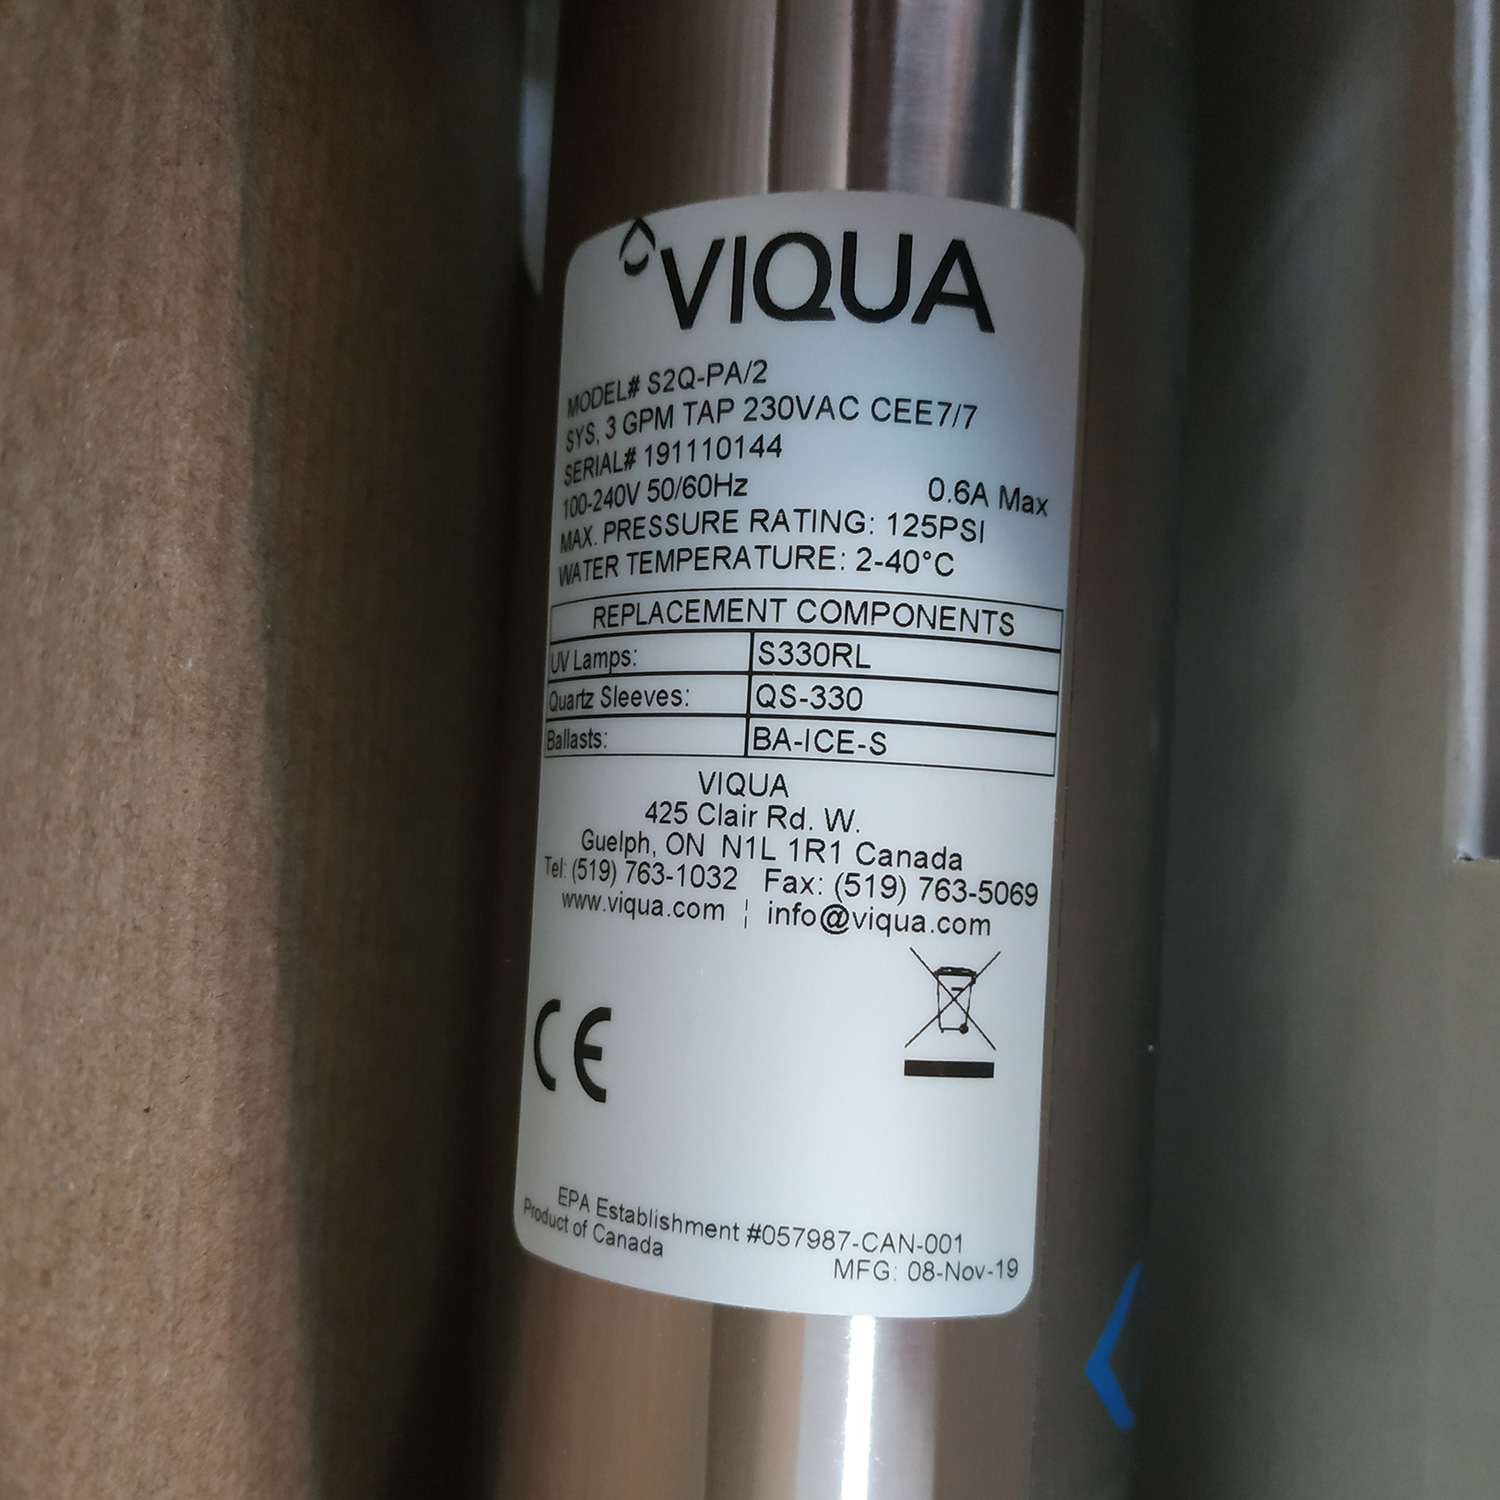 VIQUA
MODEL# S2Q-PA/2
SYS, 3 GPM TAP 230VAC CEE7/7
SERIAL# 191110144
100-240V 50/60Hz 0.6A Max
MAX. PRESSURE RATING: 125PSI
WATER TEMPERATURE: 2-40°C
REPLACEMENT COMPONENTS
UV Lamps: S330RL
Quartz Sleeves: QS-330
Ballasts: BA-ICE-S
VIQUA
425 Clair Rd. W.
Guelph, ON N1L 1R1 Canada
Tel: (519) 763-1032 Fax: (519) 763-5069
www.viqua.com ¦ info@viqua.com
CE
EPA Establishment #057987-CAN-001
Product of Canada
MFG: 08-Nov-19